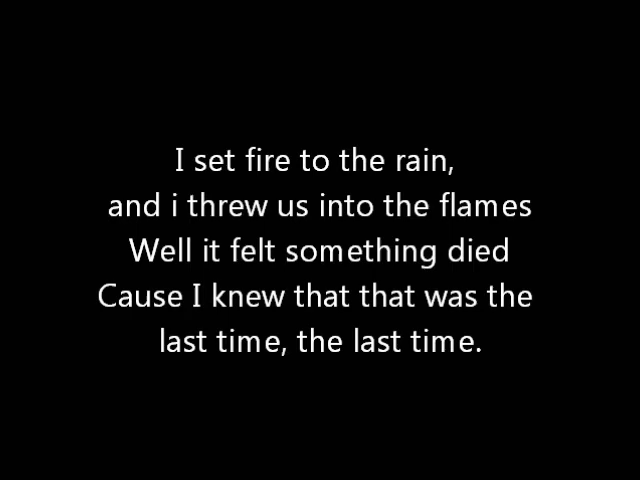 I set fire to the rain,
and i threw us into the flames
Well it felt something died
Cause I knew that that was the
last time, the last time.